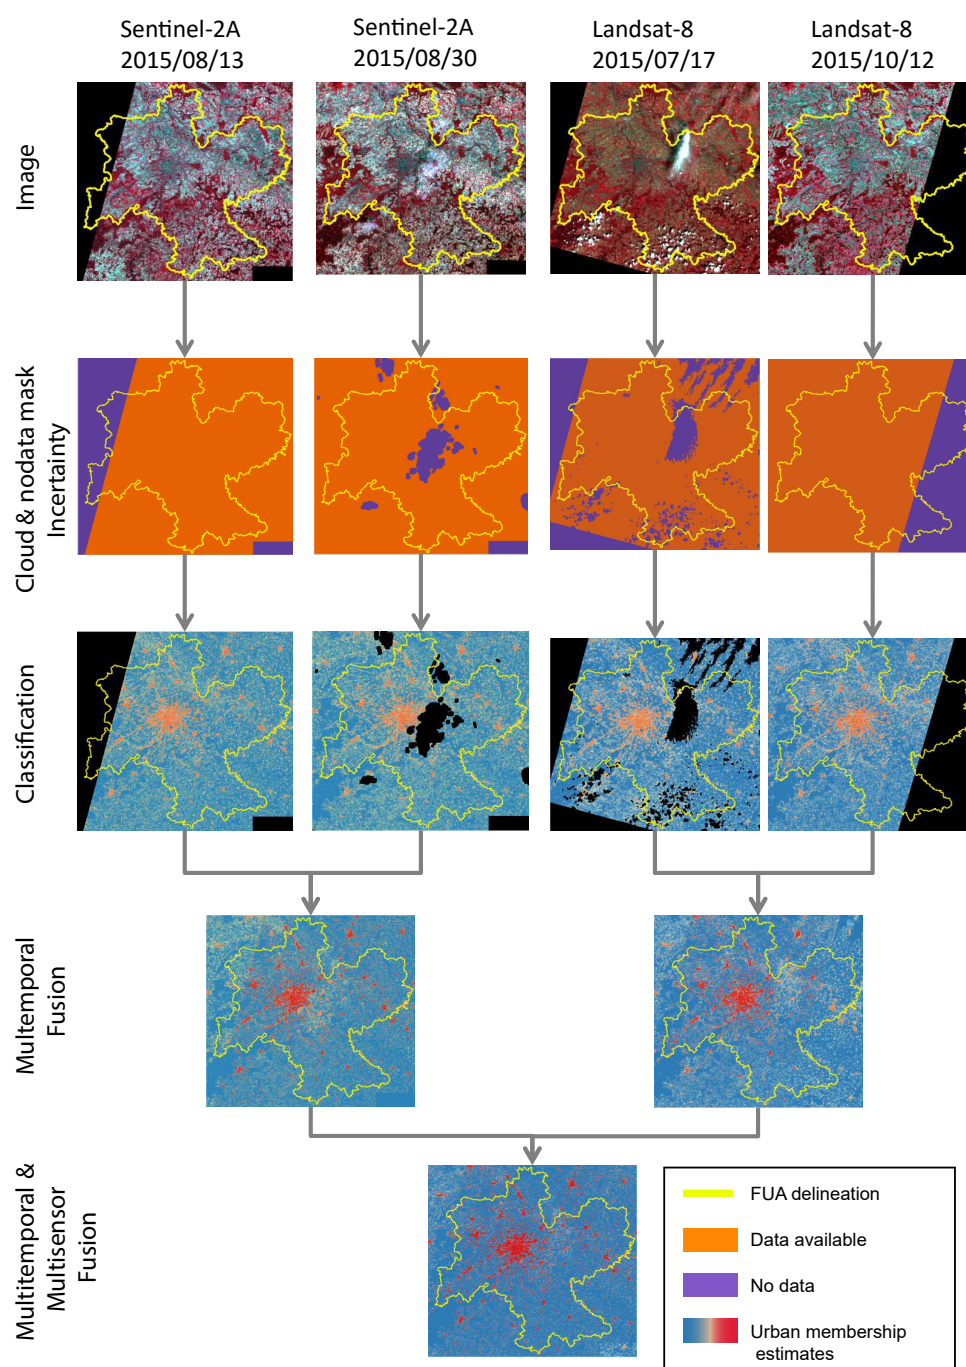 Sentinel-2A
2015/08/13
Sentinel-2A
2015/08/30
Landsat-8
2015/07/17
Landsat-8
2015/10/12
Image
Cloud & nodata mask
Incertainty
Classification
Multemporal
Fusion
Multitemporal &
Multisensor
Fusion
FUA delineation
Data available
No data
Urban membership
estimates